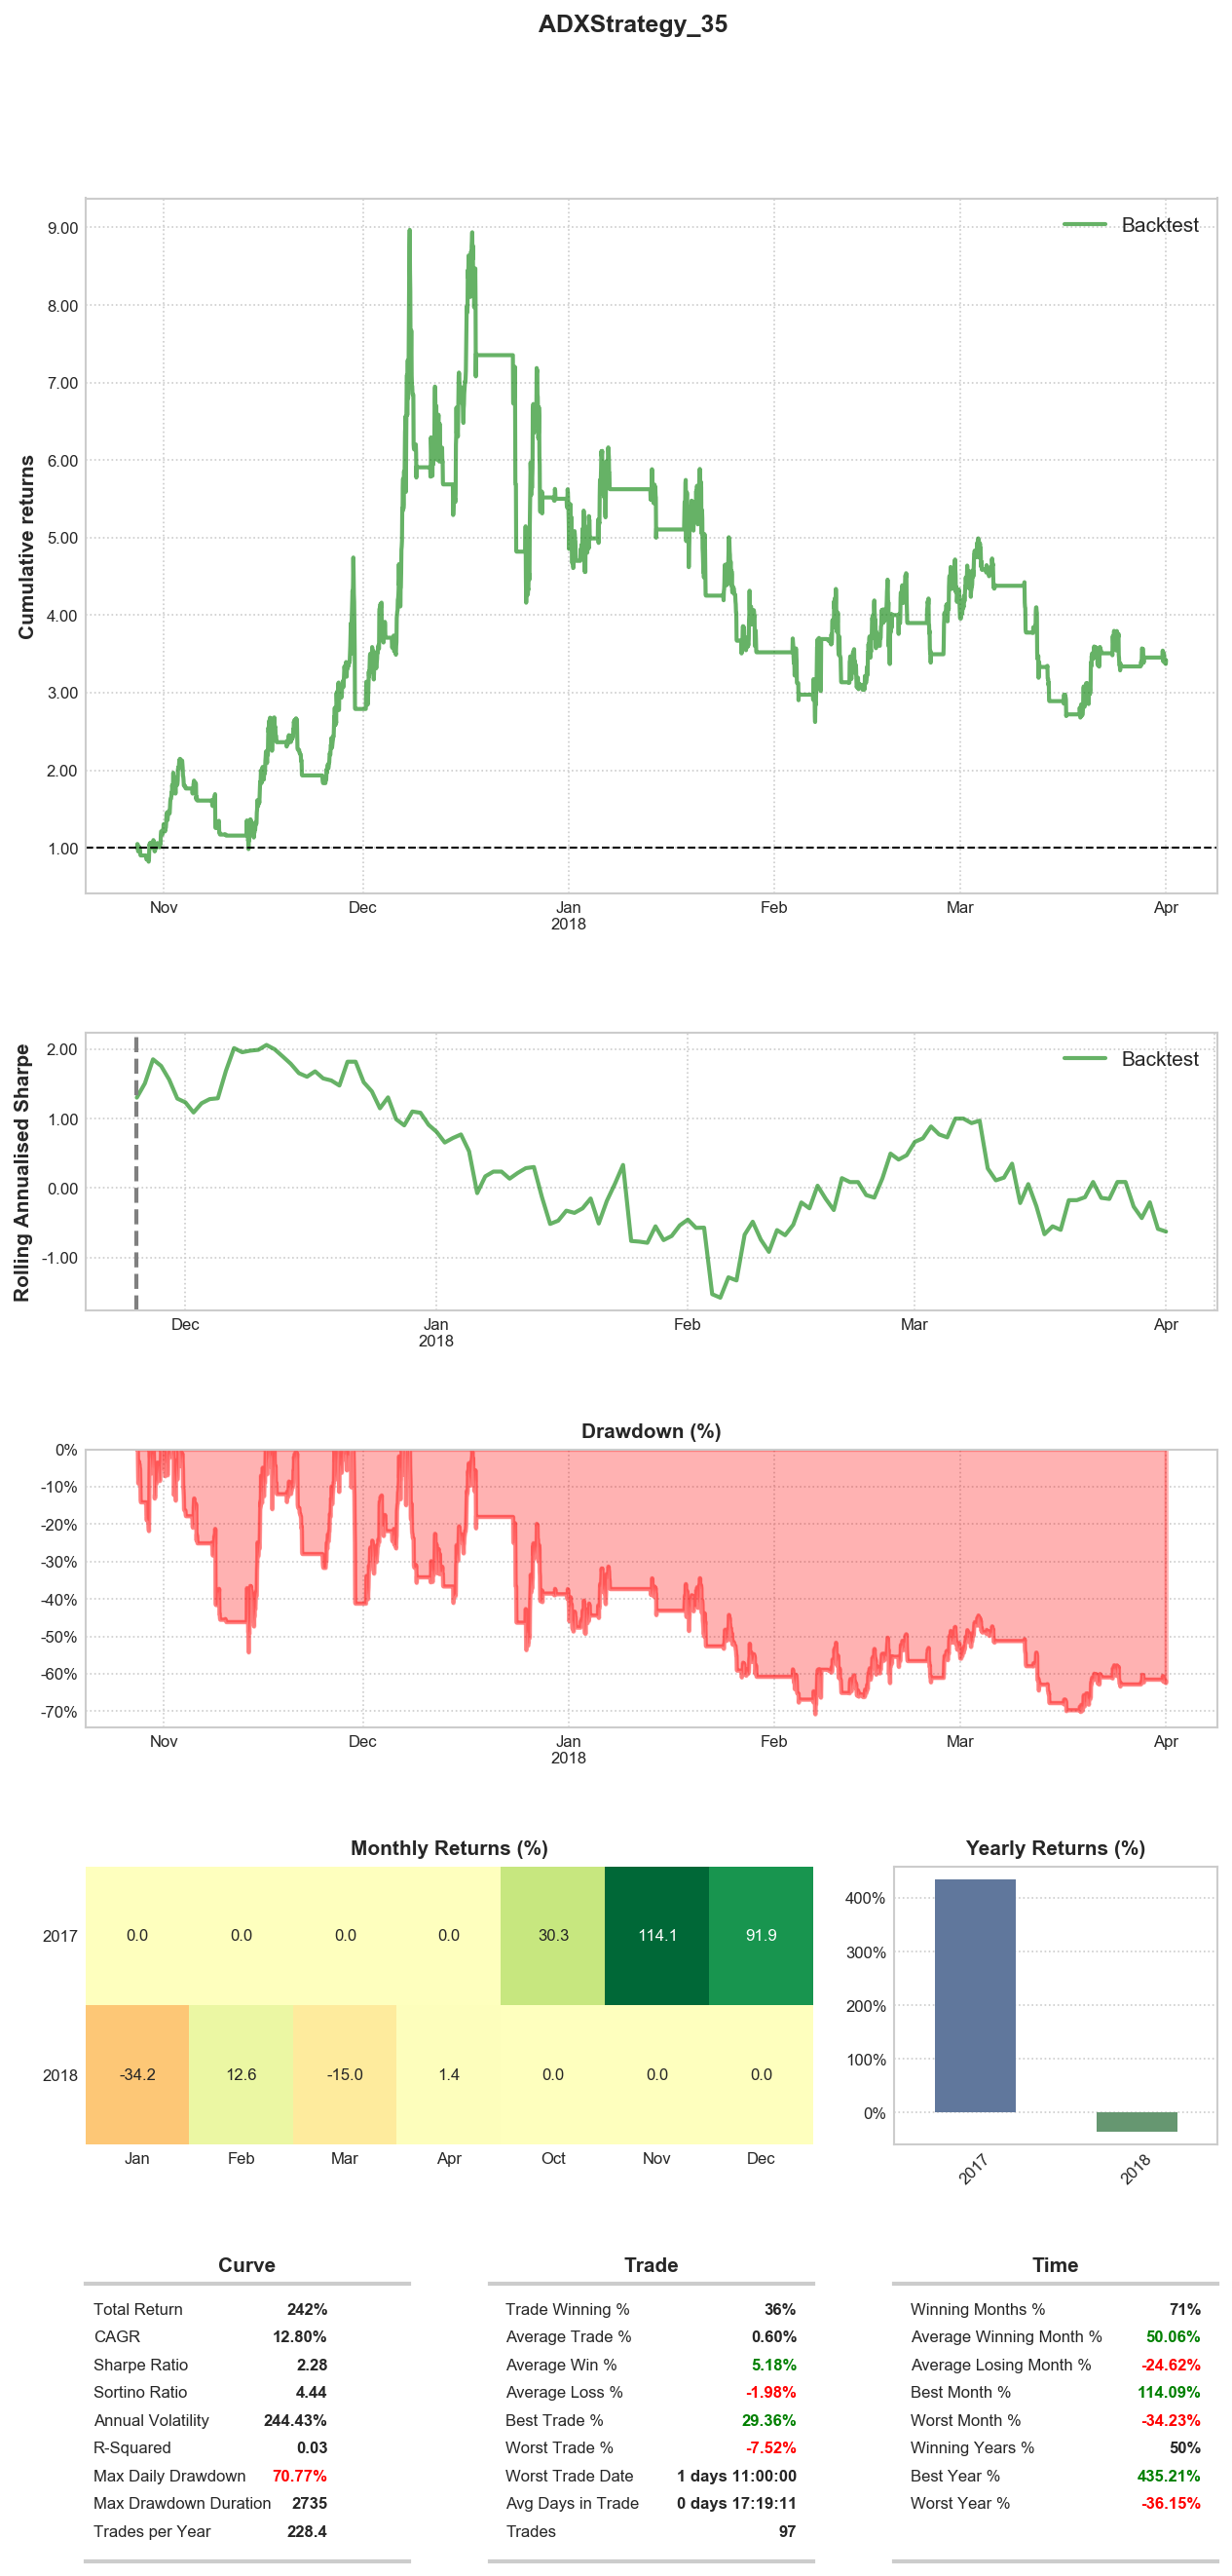 ADXStrategy_35
Backtest
Cumulative returns
9.00
8.00
7.00
6.00
5.00
4.00
3.00
2.00
1.00
Nov Dec Jan Feb Mar Apr
2018
Backtest
Rolling Annualised Sharpe
2.00
1.00
0.00
-1.00
Dec Jan Feb Mar Apr
2018
Drawdown (%)
0%
-10%
-20%
-30%
-40%
-50%
-60%
-70%
Nov Dec Jan Feb Mar Apr
2018
Monthly Returns (%)
2017 0.0 0.0 0.0 0.0 30.3 114.1 91.9
2018 -34.2 12.6 -15.0 1.4 0.0 0.0 0.0
Jan Feb Mar Apr Oct Nov Dec
Yearly Returns (%)
400%
300%
200%
100%
0%
2017 2018
Curve
Total Return 242%
CAGR 12.80%
Sharpe Ratio 2.28
Sortino Ratio 4.44
Annual Volatility 244.43%
R-Squared 0.03
Max Daily Drawdown 70.77%
Max Drawdown Duration 2735
Trades per Year 228.4
Trade
Trade Winning % 36%
Average Trade % 0.60%
Average Win % 5.18%
Average Loss % -1.98%
Best Trade % 29.36%
Worst Trade % -7.52%
Worst Trade Date 1 days 11:00:00
Avg Days in Trade 0 days 17:19:11
Trades 97
Time
Winning Months % 71%
Average Winning Month % 50.06%
Average Losing Month % -24.62%
Best Month % 114.09%
Worst Month % -34.23%
Winning Years % 50%
Best Year % 435.21%
Worst Year % -36.15%